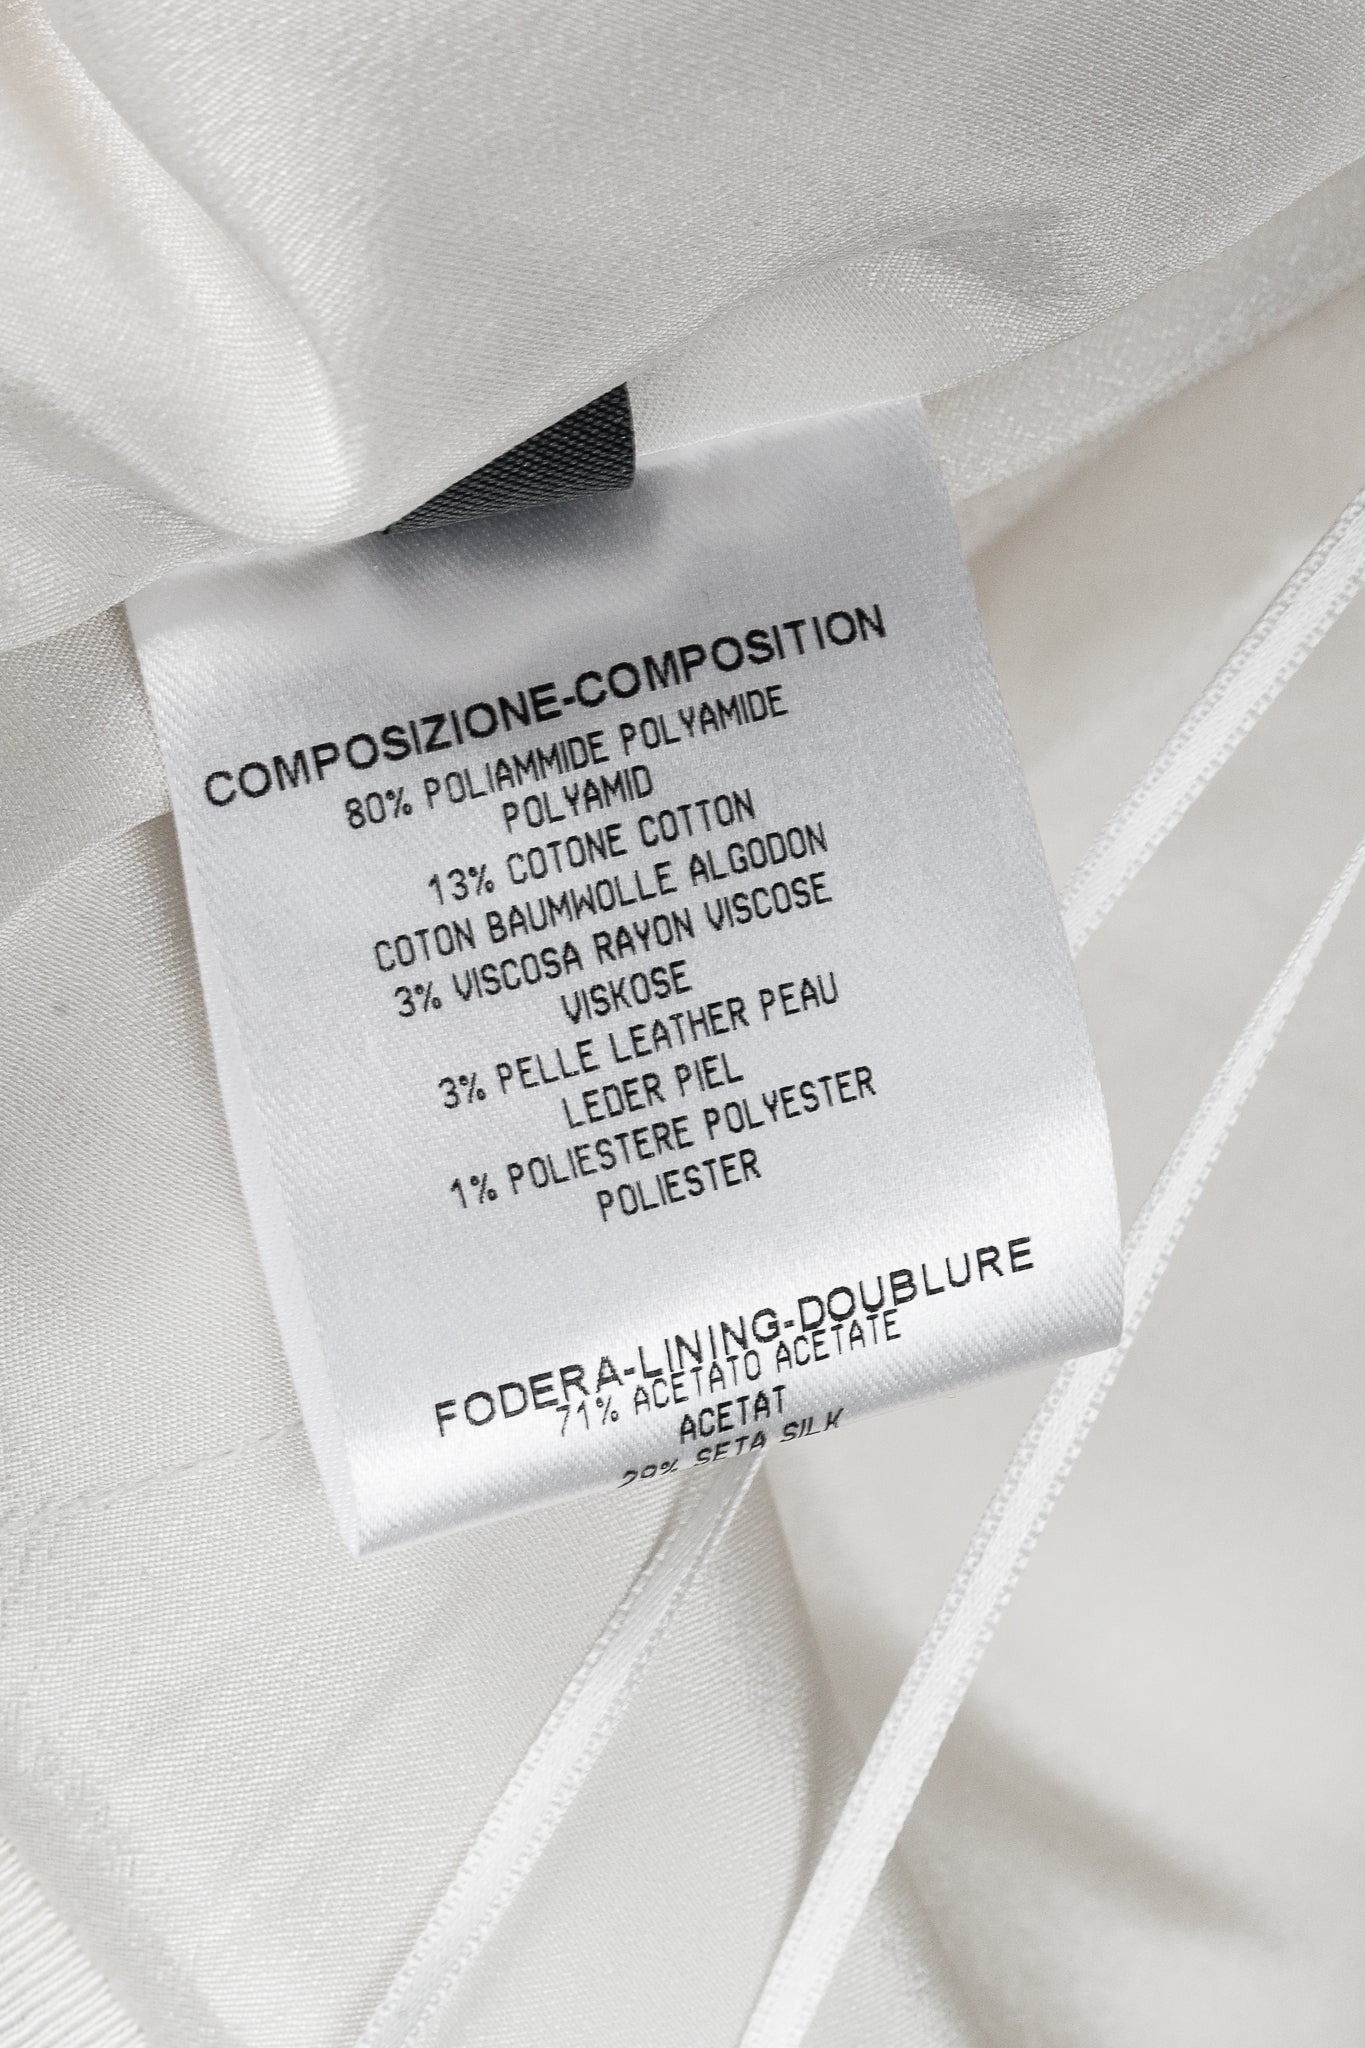 COMPOSIZIONE-COMPOSITION
80% POLIAMMIDE POLYAMIDE
POLYAMID
13% COTONE COTTON
COTON BAUMWOLLE ALGODON
3% VISCOSA RAYON VISCOSE
VISKOSE
3% PELLE LEATHER PEAU
LEDER PIEL
1% POLIESTERE POLYESTER
POLIESTER
FODERA-LINING-DOUBLURE
71% ACETATO ACETATE
ACETAT
29% SETA SILK